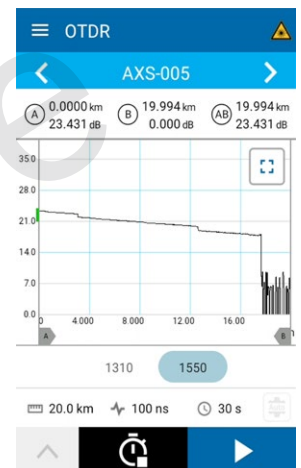 OTDR
AXS-005
A 0.0000 km B 19.994 km AB 19.994 km
23.431 dB 0.000 dB 23.431 dB
35.0
28.0
21.0
14.0
7.0
0.0
0 4.000 8.000 12.00 16.00
A B
1310 1550
20.0 km 100 ns 30 s